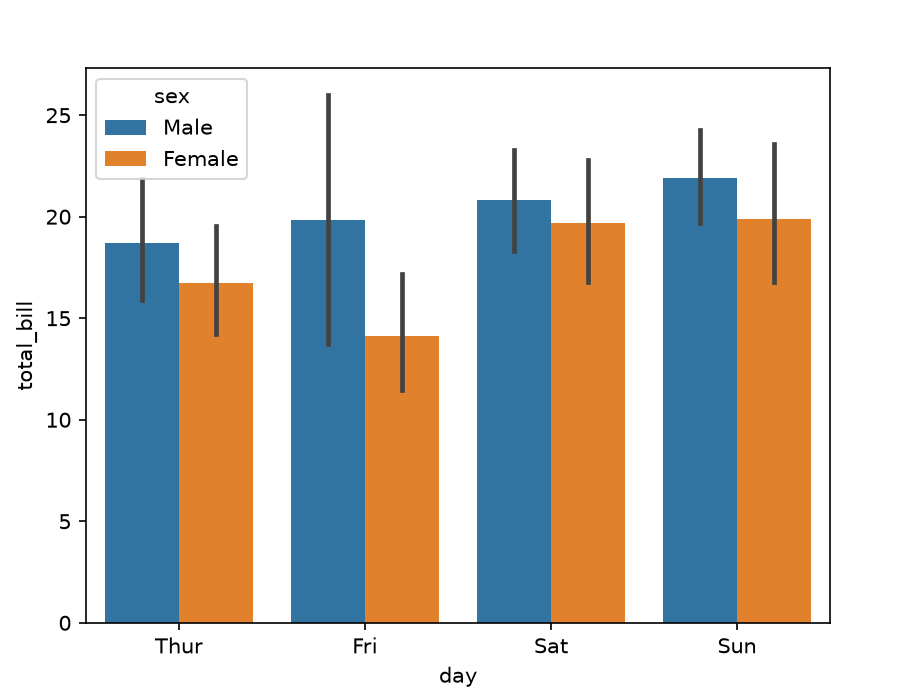 sex
Male
Female
25
20
15
10
5
0
total_bill
Thur Fri Sat Sun
day